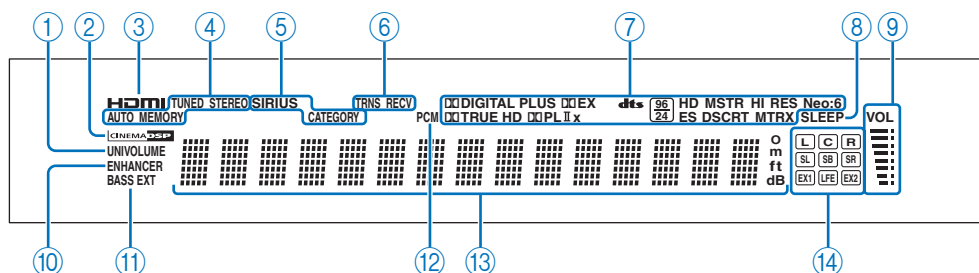 ① ② ③ ④ ⑤ ⑥ ⑦ ⑧ ⑨
HDMI TUNED STEREO SIRIUS TRNS RECV DIGITAL PLUS EX dts 96 24 HD MSTR HI RES Neo:6
AUTO MEMORY CATEGORY PCM TRUE HD PLⅡx ES DSCRT MTRX SLEEP VOL
CINEMA DSP
UNIVOLUME
ENHANCER
BASS EXT
o
m
ft
dB
L C R
SL SB SR
EX1 LFE EX2
⑩ ⑪ ⑫ ⑬ ⑭